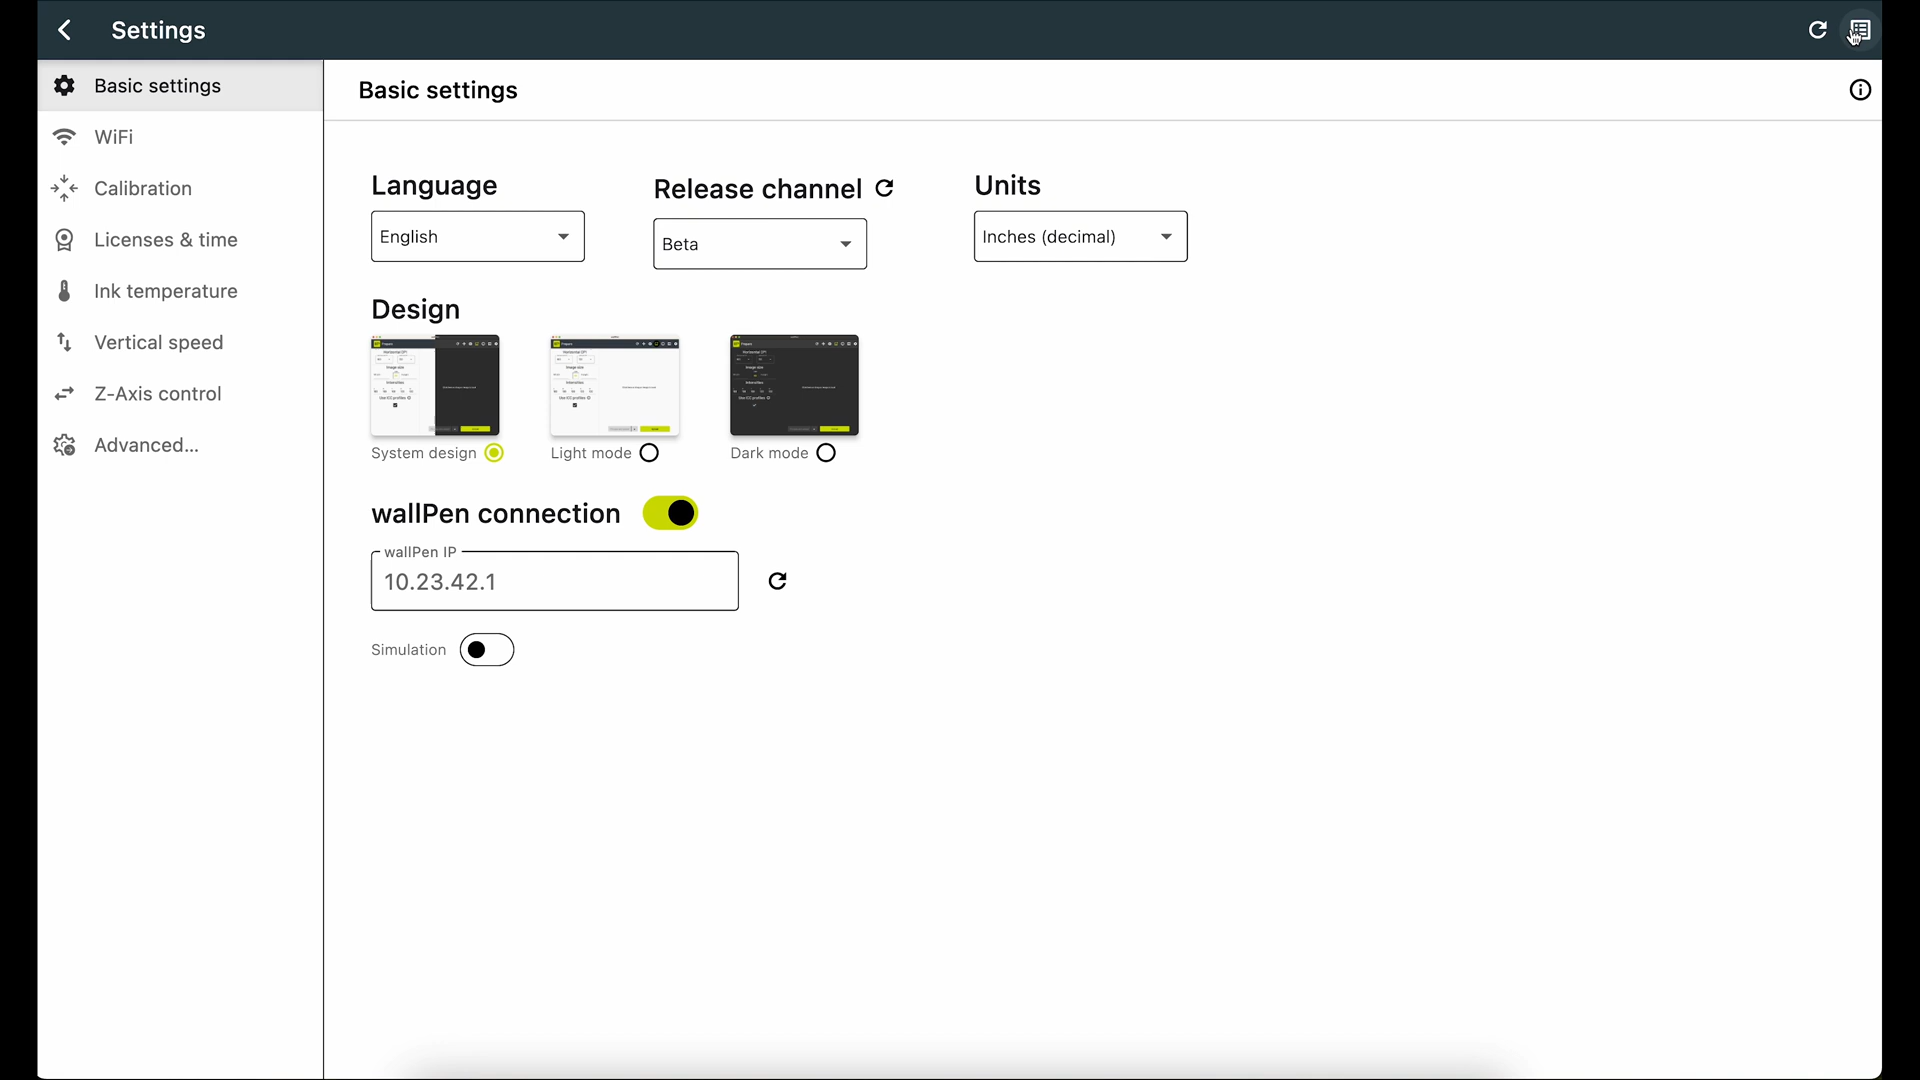 Settings
Basic settings
WiFi
Calibration
Licenses & time
Ink temperature
Vertical speed
Z-Axis control
Advanced...
Basic settings
Language
Release channel
Units
English
Beta
Inches (decimal)
Design
System design
Light mode
Dark mode
wallPen connection
wallPen IP
10.23.42.1
Simulation